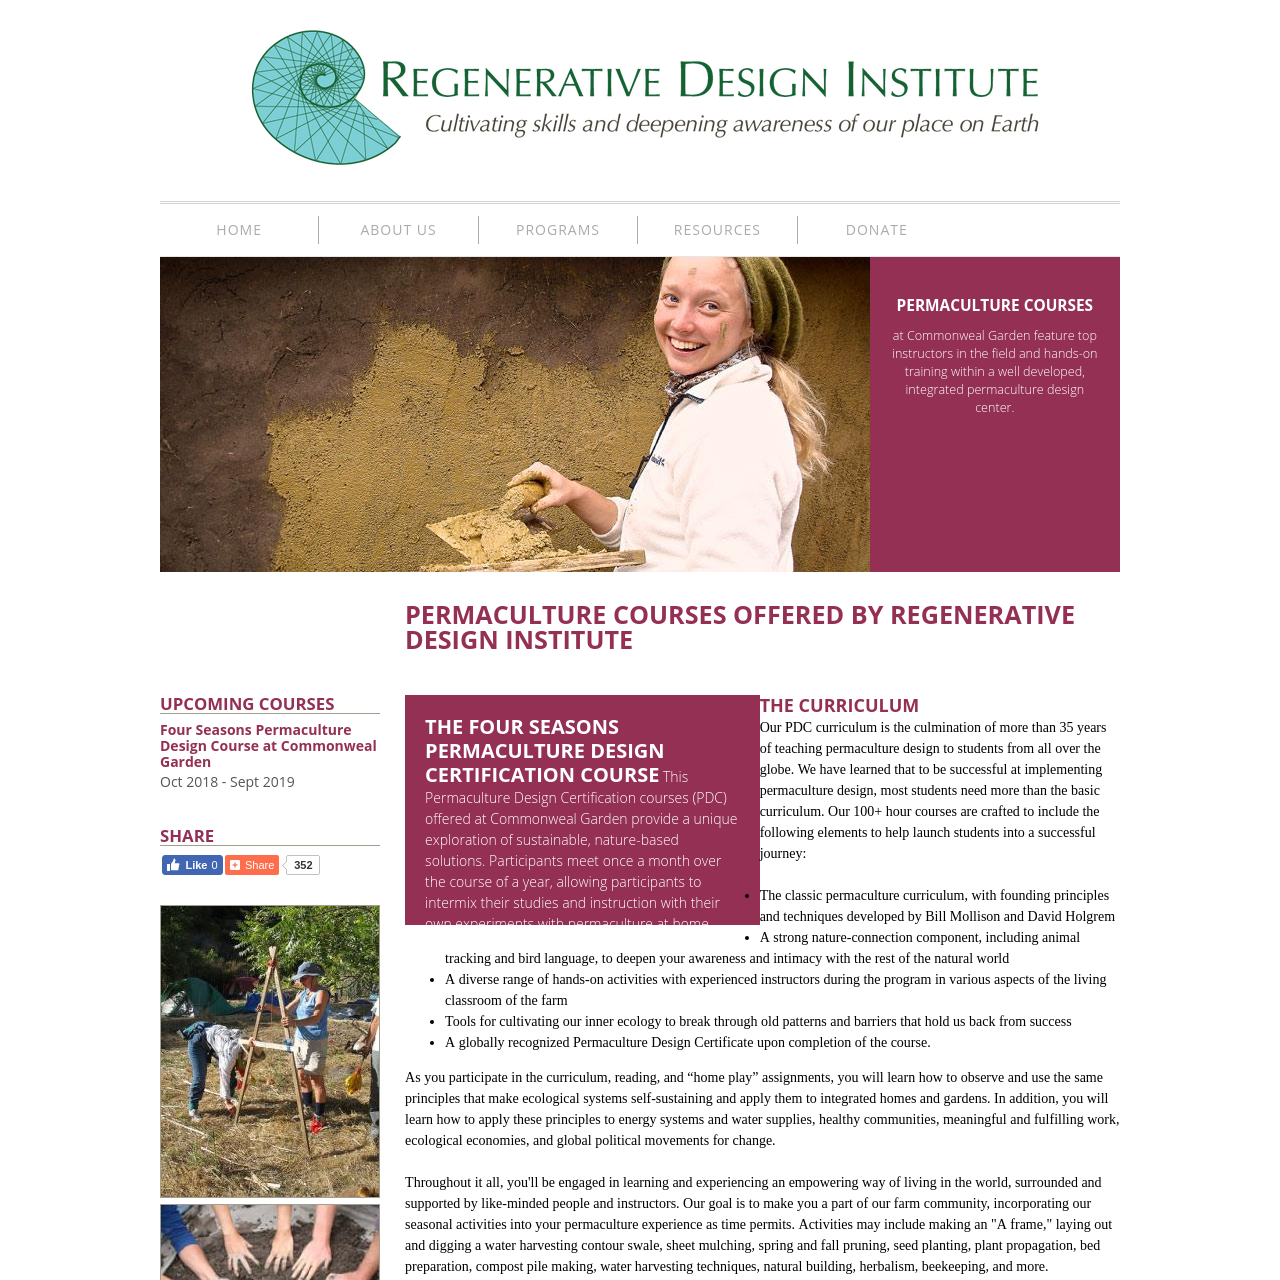 REGENERATIVE DESIGN INSTITUTE
Cultivating skills and deepening awareness of our place on Earth
HOME
ABOUT US
PROGRAMS
RESOURCES
DONATE
PERMACULTURE COURSES
at Commonweal Garden feature top
instructors in the field and hands-on
training within a well developed,
integrated permaculture design
center.
PERMACULTURE COURSES OFFERED BY REGENERATIVE
DESIGN INSTITUTE
UPCOMING COURSES
Four Seasons Permaculture
Design Course at Commonweal
Garden
Oct 2018 - Sept 2019
SHARE
Like 0
Share
352
THE FOUR SEASONS
PERMACULTURE DESIGN
CERTIFICATION COURSE This
Permaculture Design Certification courses (PDC)
offered at Commonweal Garden provide a unique
exploration of sustainable, nature-based
solutions. Participants meet once a month over
the course of a year, allowing participants to
intermix their studies and instruction with their
own experiments with permaculture at home
THE CURRICULUM
Our PDC curriculum is the culmination of more than 35 years
of teaching permaculture design to students from all over the
globe. We have learned that to be successful at implementing
permaculture design, most students need more than the basic
curriculum. Our 100+ hour courses are crafted to include the
following elements to help launch students into a successful
journey:
• The classic permaculture curriculum, with founding principles
and techniques developed by Bill Mollison and David Holgrem
• A strong nature-connection component, including animal
tracking and bird language, to deepen your awareness and intimacy with the rest of the natural world
• A diverse range of hands-on activities with experienced instructors during the program in various aspects of the living
classroom of the farm
• Tools for cultivating our inner ecology to break through old patterns and barriers that hold us back from success
• A globally recognized Permaculture Design Certificate upon completion of the course.
As you participate in the curriculum, reading, and “home play” assignments, you will learn how to observe and use the same
principles that make ecological systems self-sustaining and apply them to integrated homes and gardens. In addition, you will
learn how to apply these principles to energy systems and water supplies, healthy communities, meaningful and fulfilling work,
ecological economies, and global political movements for change.
Throughout it all, you'll be engaged in learning and experiencing an empowering way of living in the world, surrounded and
supported by like-minded people and instructors. Our goal is to make you a part of our farm community, incorporating our
seasonal activities into your permaculture experience as time permits. Activities may include making an "A frame," laying out
and digging a water harvesting contour swale, sheet mulching, spring and fall pruning, seed planting, plant propagation, bed
preparation, compost pile making, water harvesting techniques, natural building, herbalism, beekeeping, and more.